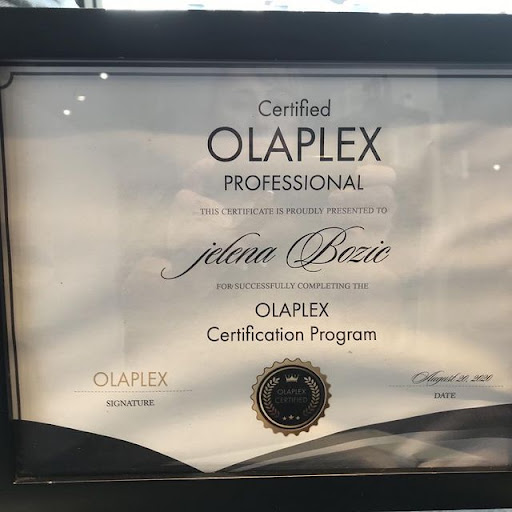 Certified
OLAPLEX
PROFESSIONAL
THIS CERTIFICATE IS PROUDLY PRESENTED TO
jelena Bozic
FOR SUCCESSFULLY COMPLETING THE
OLAPLEX
Certification Program
OLAPLEX
SIGNATURE
OLAPLEX
CERTIFIED
August 20, 2020
DATE